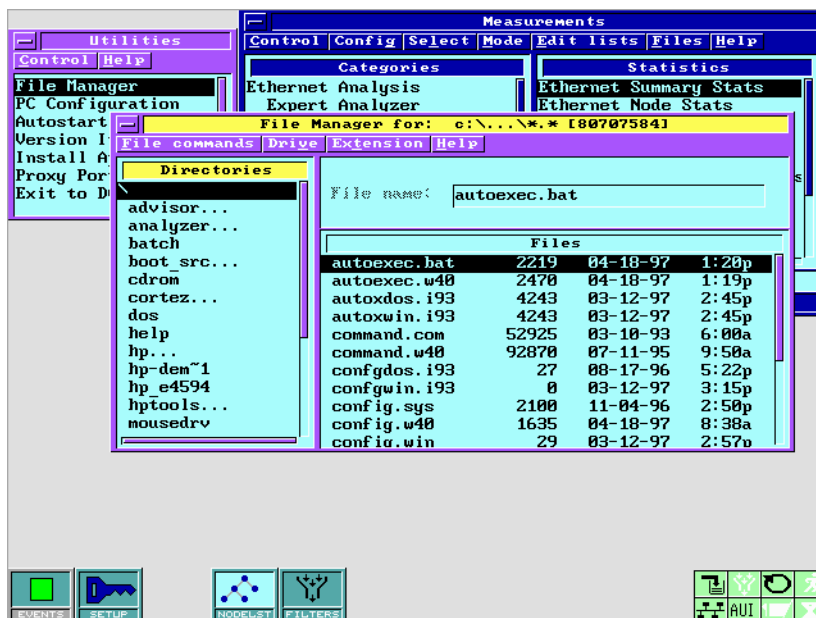 Measurements
Control Config Select Mode Edit lists Files Help
Categories
Ethernet Analysis
Expert Analyzer
Statistics
Ethernet Summary Stats
Ethernet Node Stats
s
Utilities
Control Help
File Manager
PC Configuration
Autostart
Version I
Install A
Proxy Por
Exit to D
File Manager for: c:\...\*.* [80707584]
File commands Drive Extension Help
Directories
\
advisor...
analyzer...
batch
boot_src...
cdrom
cortez...
dos
help
hp...
hp-dem~1
hp_e4594
hptools...
mousedrv
File name: autoexec.bat
Files
autoexec.bat 2219 04-18-97 1:20p
autoexec.w40 2470 04-18-97 1:19p
autoxdos.i93 4243 03-12-97 2:45p
autoxwin.i93 4243 03-12-97 2:45p
command.com 52925 03-10-93 6:00a
command.w40 92870 07-11-95 9:50a
confgdos.i93 27 08-17-96 5:22p
confgwin.i93 0 03-12-97 3:15p
config.sys 2100 11-04-96 2:50p
config.w40 1635 04-18-97 8:38a
config.win 29 03-12-97 2:57p
EVENTS
SETUP
NODELST
FILTERS
AUI